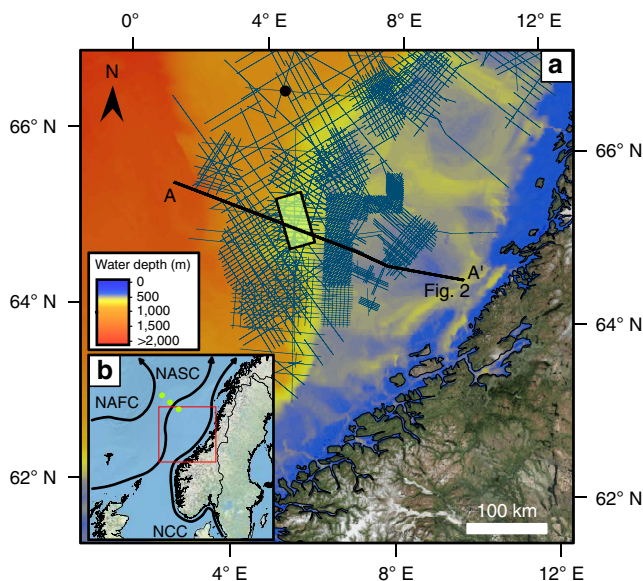 0° 4° E 8° E 12° E
N
a
66° N
66° N
A
Water depth (m)
0
500
1,000
1,500
>2,000
A'
Fig. 2
64° N
64° N
b
NASC
NAFC
NCC
62° N
62° N
100 km
4° E 8° E 12° E